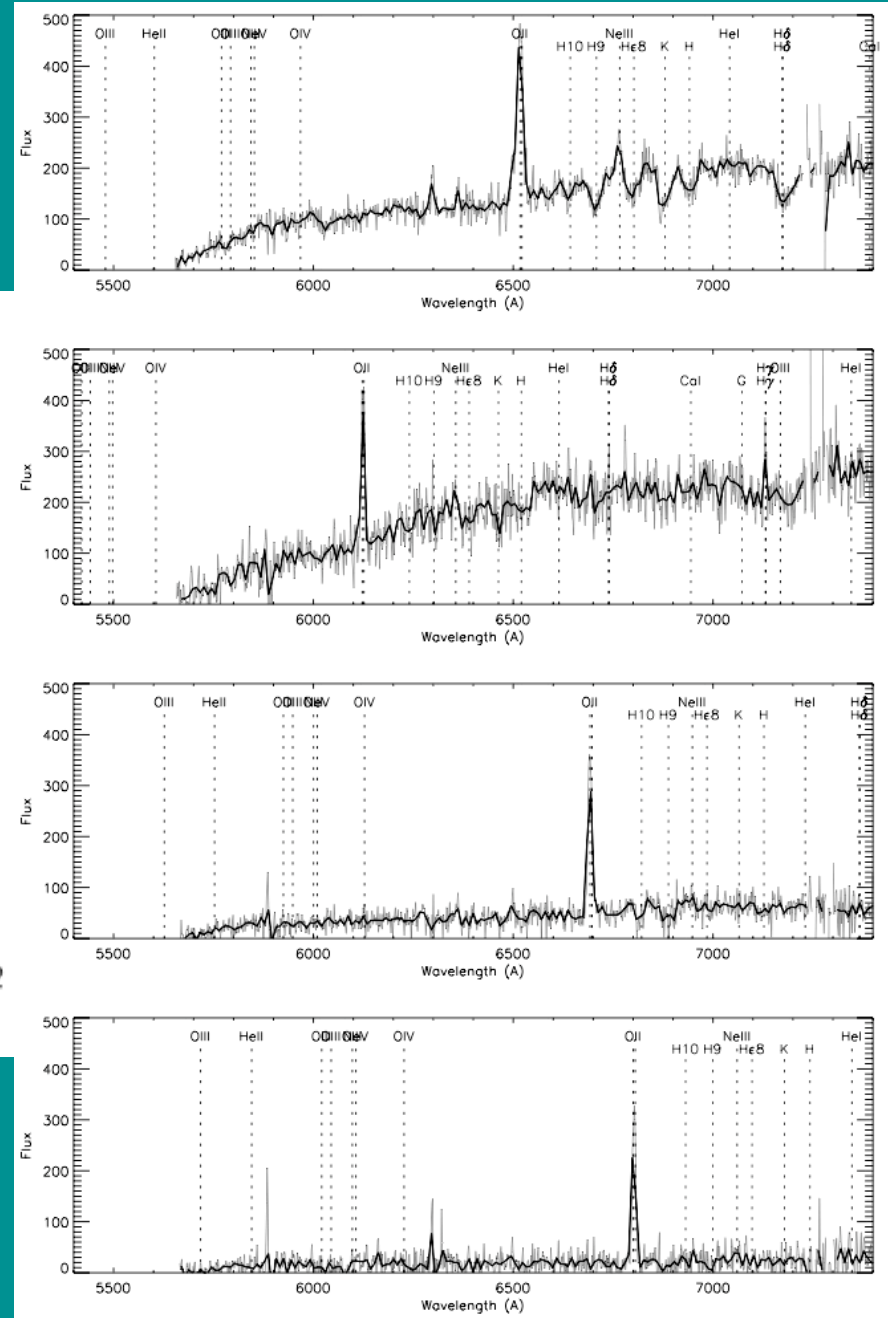 500
400
300
200
100
0
Flux
OIII HeII OIV OII NeIII HeI Hδ
H10 H9 Hε8 K H Hδ CaI
5500 6000 6500 7000
Wavelength (A)
500
400
300
200
100
0
Flux
OIV OII NeIII HeI Hδ Hγ OIII HeI
H10 H9 Hε8 K H Hδ CaI G Hγ
5500 6000 6500 7000
Wavelength (A)
500
400
300
200
100
0
Flux
OIII HeII OIV OII NeIII HeI Hδ
H10 H9 Hε8 K H Hδ
5500 6000 6500 7000
Wavelength (A)
500
400
300
200
100
0
Flux
OIII HeII OIV OII NeIII HeI
H10 H9 Hε8 K H
5500 6000 6500 7000
Wavelength (A)